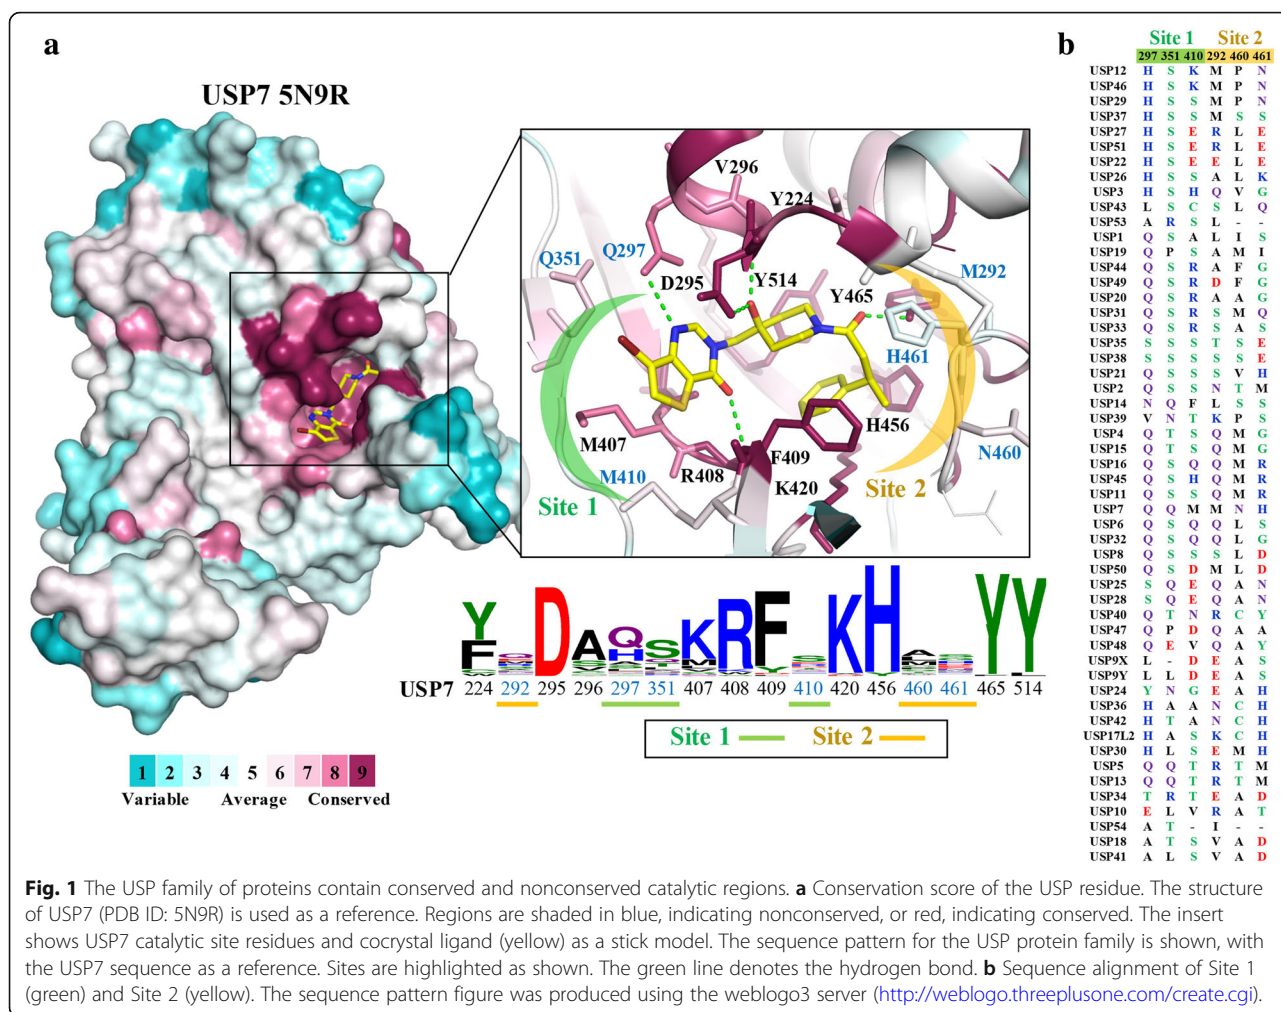 a
USP7 5N9R
V296
Y224
Q351
Q297
D295
Y514
Y465
M292
H461
M407
R408
F409
H456
N460
M410
K420
Site 1
Site 2
USP7 224 292 295 296 297 351 407 408 409 410 420 456 460 461 465 514
Site 1 Site 2
1 2 3 4 5 6 7 8 9
Variable Average Conserved
b
Site 1 Site 2
297 351 410 292 460 461
USP12 H S K M P N
USP46 H S K M P N
USP29 H S S M P N
USP37 H S S M S S
USP27 H S E R L E
USP51 H S E R L E
USP22 H S E E L E
USP26 H S S A L K
USP3 H S H Q V G
USP43 L S C S L Q
USP53 A R S L - -
USP1 Q S A L I S
USP19 Q P S A M I
USP44 Q S R A F G
USP49 Q S R D F G
USP20 Q S R A A G
USP31 Q S R S M Q
USP33 Q S R S A S
USP35 S S S T S E
USP38 S S S S S E
USP21 Q S S S V H
USP2 Q S S N T M
USP14 N Q F L S S
USP39 V N T K P S
USP4 Q T S Q M G
USP15 Q T S Q M G
USP16 Q S Q Q M R
USP45 Q S H Q M R
USP11 Q S S Q M R
USP7 Q Q M M N H
USP6 Q S Q Q L S
USP32 Q S Q Q L G
USP8 Q S S S L D
USP50 Q S D M L D
USP25 S Q E Q A N
USP28 S Q E Q A N
USP40 Q T N R C Y
USP47 Q P D Q A A
USP48 Q E V Q A Y
USP9X L - D E A S
USP9Y L L D E A S
USP24 Y N G E A H
USP36 H A A N C H
USP42 H T A N C H
USP17L2 H A S K C H
USP30 H L S E M H
USP5 Q Q T R T M
USP13 Q Q T R T M
USP34 T R T E A D
USP10 E L V R A T
USP54 A T - I - -
USP18 A T S V A D
USP41 A L S V A D
Fig. 1 The USP family of proteins contain conserved and nonconserved catalytic regions. a Conservation score of the USP residue. The structure
of USP7 (PDB ID: 5N9R) is used as a reference. Regions are shaded in blue, indicating nonconserved, or red, indicating conserved. The insert
shows USP7 catalytic site residues and cocrystal ligand (yellow) as a stick model. The sequence pattern for the USP protein family is shown, with
the USP7 sequence as a reference. Sites are highlighted as shown. The green line denotes the hydrogen bond. b Sequence alignment of Site 1
(green) and Site 2 (yellow). The sequence pattern figure was produced using the weblogo3 server (http://weblogo.threeplusone.com/create.cgi).